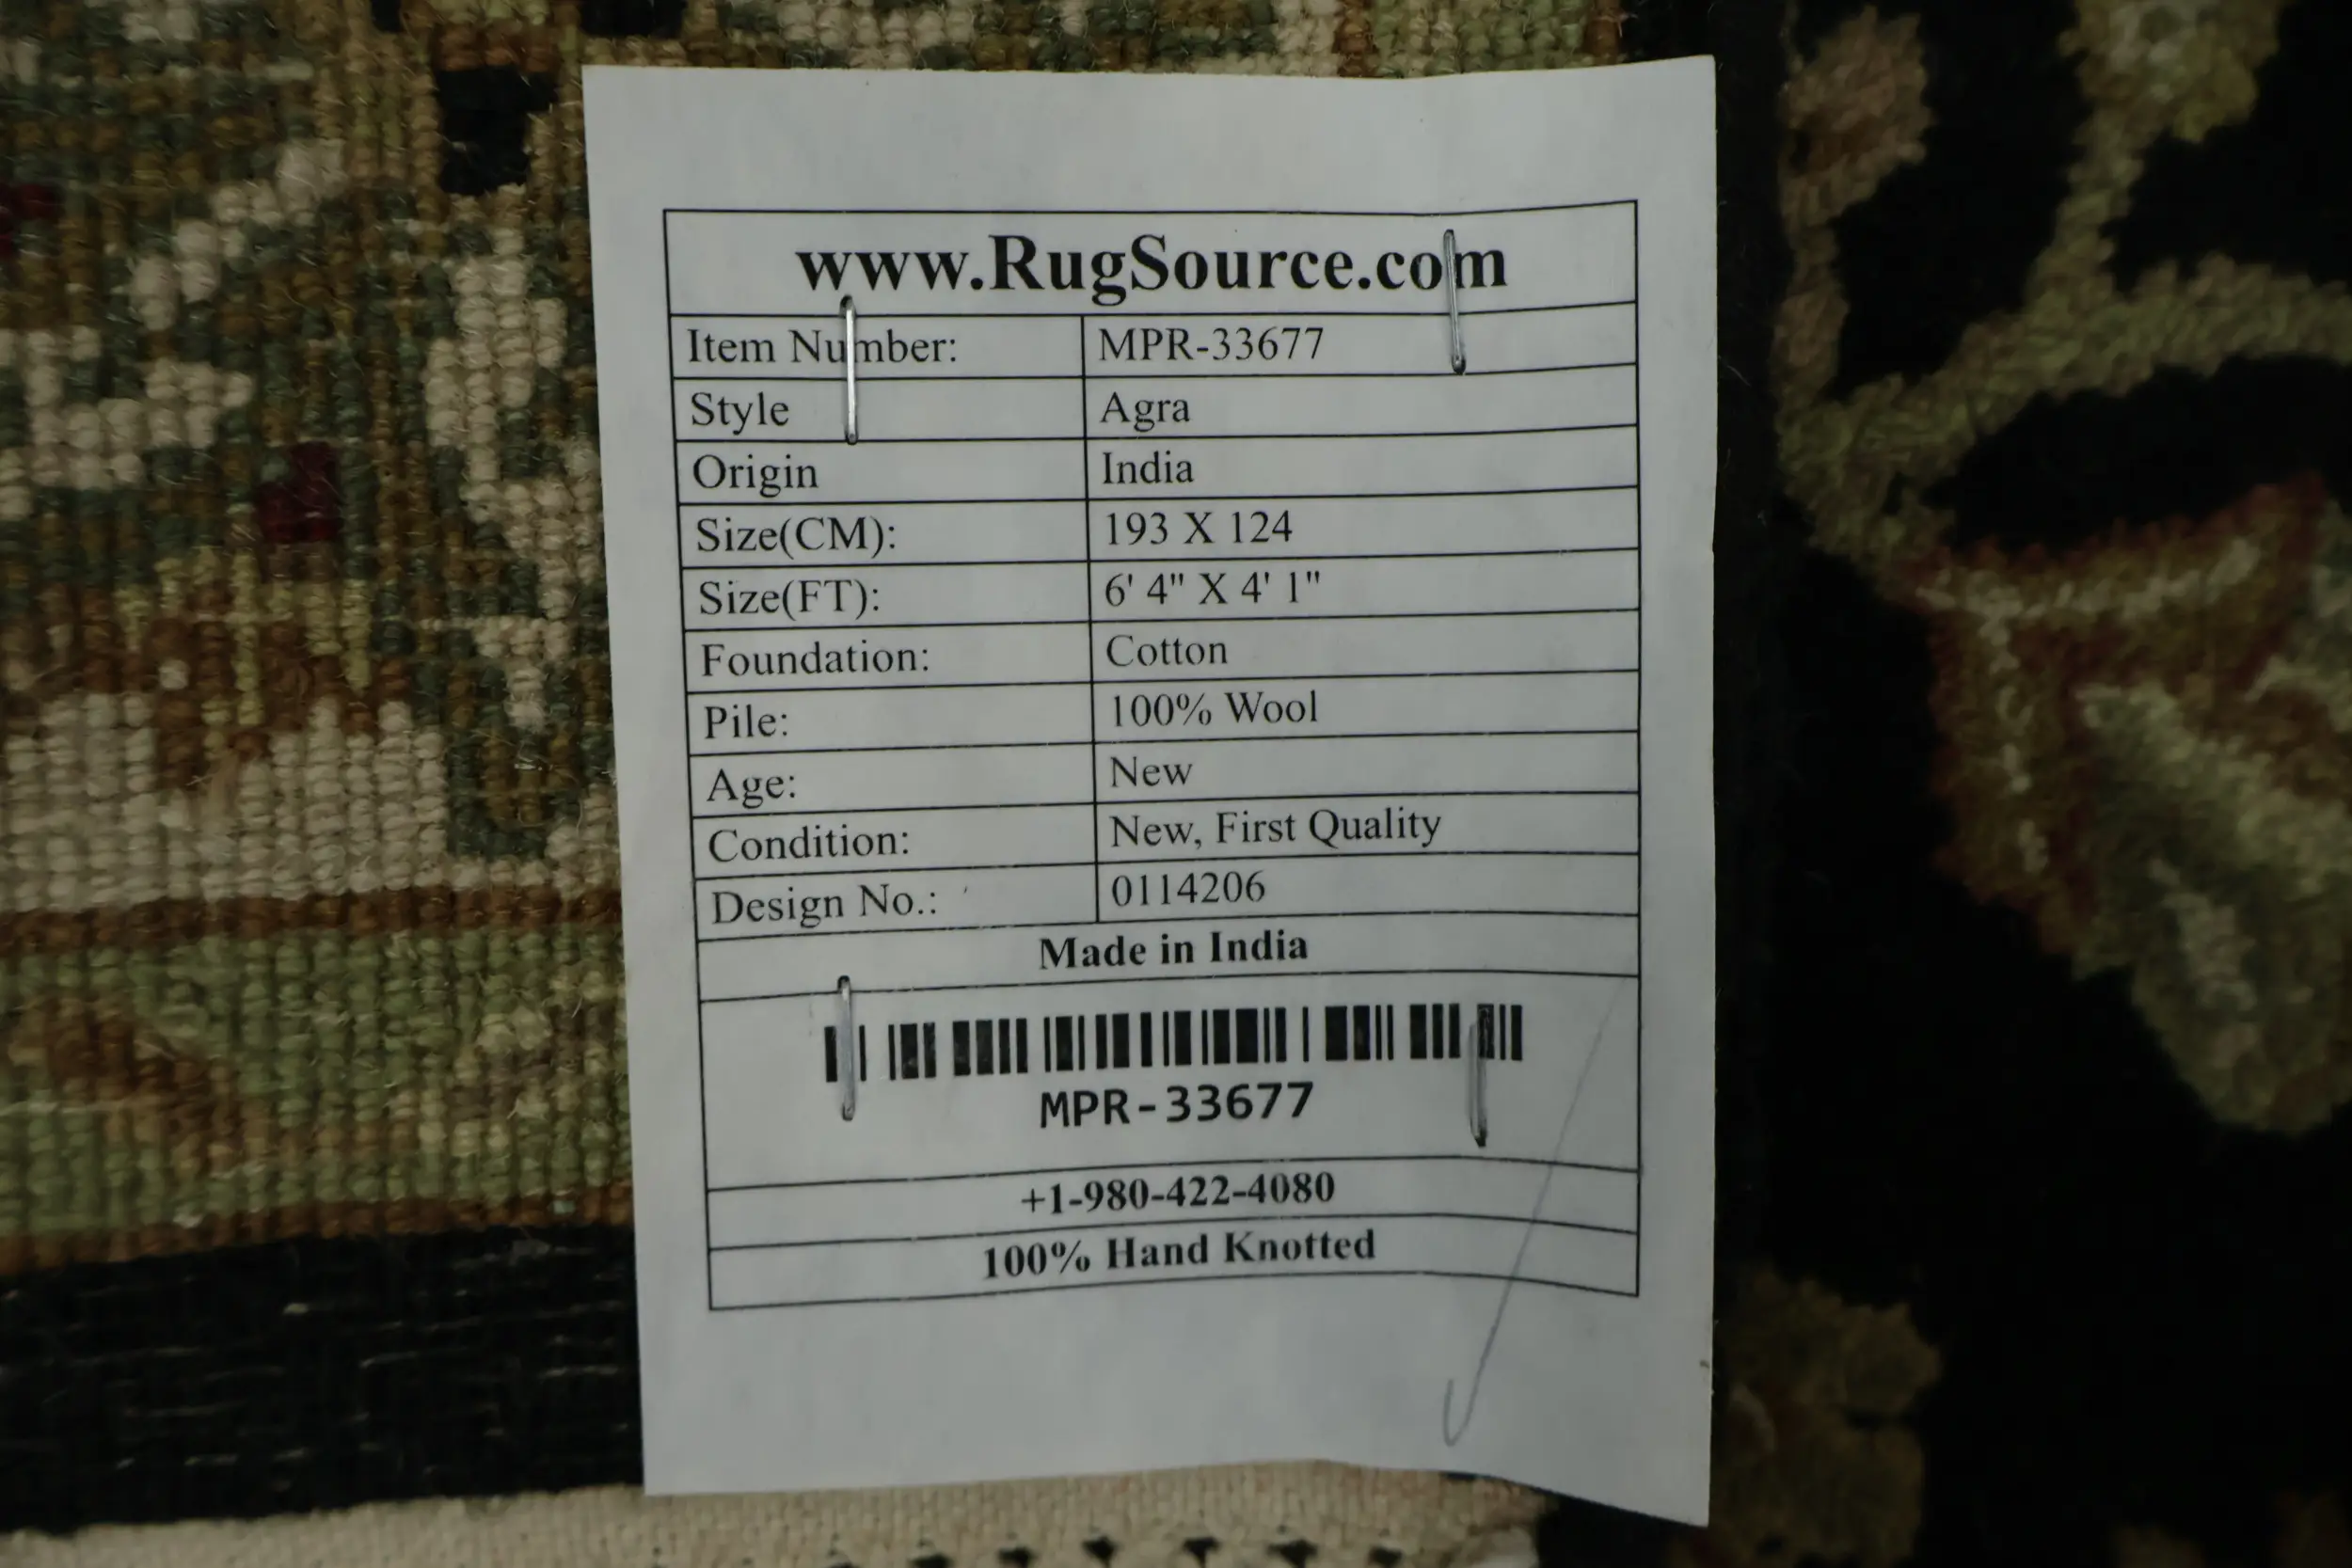 www.RugSource.com
Item Number: MPR-33677
Style Agra
Origin India
Size(CM): 193 X 124
Size(FT): 6' 4" X 4' 1"
Foundation: Cotton
Pile: 100% Wool
Age: New
Condition: New, First Quality
Design No.: 0114206
Made in India
MPR-33677
+1-980-422-4080
100% Hand Knotted